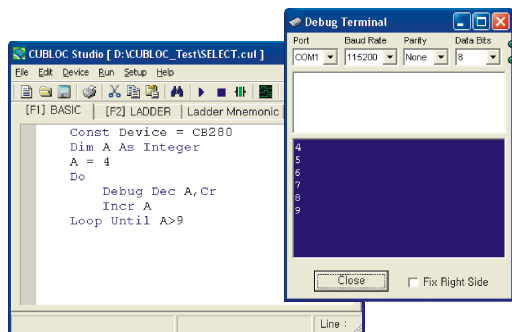 CUBLOC Studio [ D:\CUBLOC_Test\SELECT.cul ]
File Edit Device Run Setup Help
[F1] BASIC [F2] LADDER Ladder Mnemonic
Const Device = CB280
Dim A As Integer
A = 4
Do
Debug Dec A,Cr
Incr A
Loop Until A>9
Line :
Debug Terminal
Port Baud Rate Parity Data Bits
COM1 115200 None 8
4
5
6
7
8
9
Close Fix Right Side